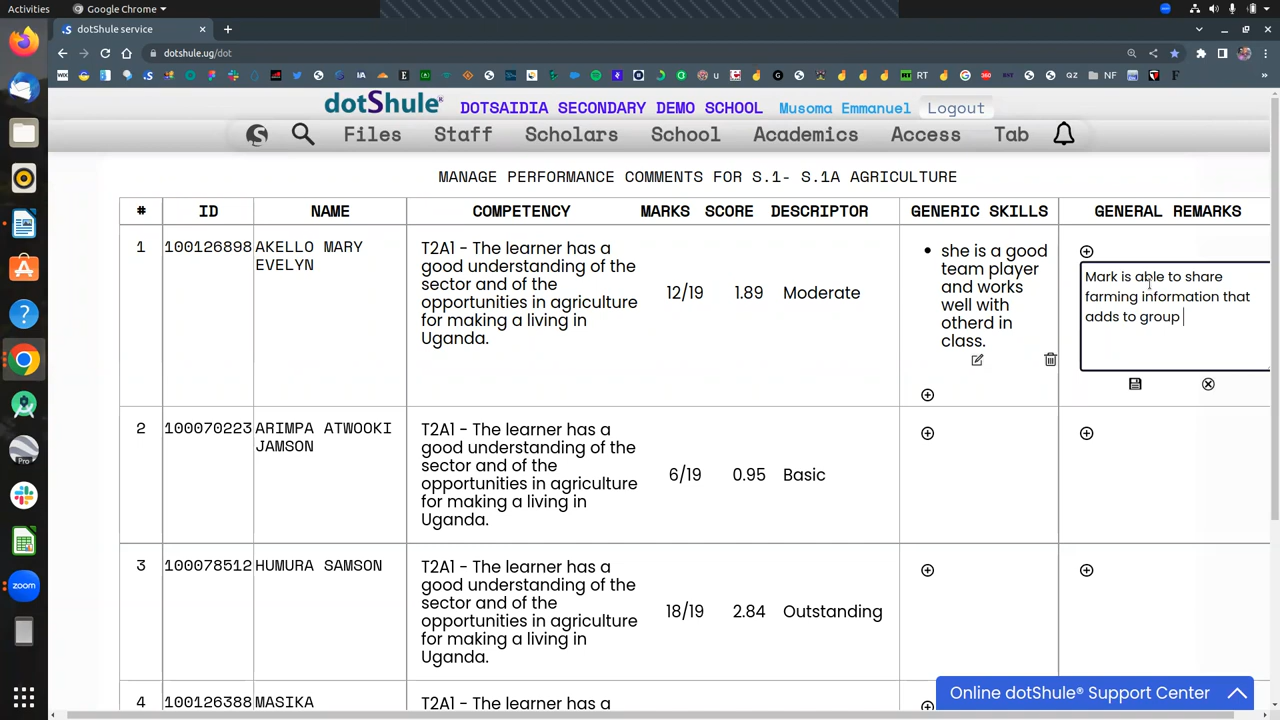 Activities Google Chrome
dotShule service
dotshule.ug/dot
WiX IA u RT G 360 GZ NF F
dotShule® DOTSAIDIA SECONDARY DEMO SCHOOL Musoma Emmanuel Logout
Files Staff Scholars School Academics Access Tab
MANAGE PERFORMANCE COMMENTS FOR S.1- S.1A AGRICULTURE
# ID NAME COMPETENCY MARKS SCORE DESCRIPTOR GENERIC SKILLS GENERAL REMARKS
1 100126898 AKELLO MARY
EVELYN
T2A1 - The learner has a
good understanding of the
sector and of the
opportunities in agriculture
for making a living in
Uganda.
12/19 1.89 Moderate
• she is a good
team player
and works
well with
otherd in
class.
Mark is able to share
farming information that
adds to group
2 100070223 ARIMPA ATWOOKI
JAMSON
T2A1 - The learner has a
good understanding of the
sector and of the
opportunities in agriculture
for making a living in
Uganda.
6/19 0.95 Basic
3 100078512 HUMURA SAMSON
T2A1 - The learner has a
good understanding of the
sector and of the
opportunities in agriculture
for making a living in
Uganda.
18/19 2.84 Outstanding
4 100126388 MASIKA
T2A1 - The learner has a
Pro
zoom
Online dotShule® Support Center